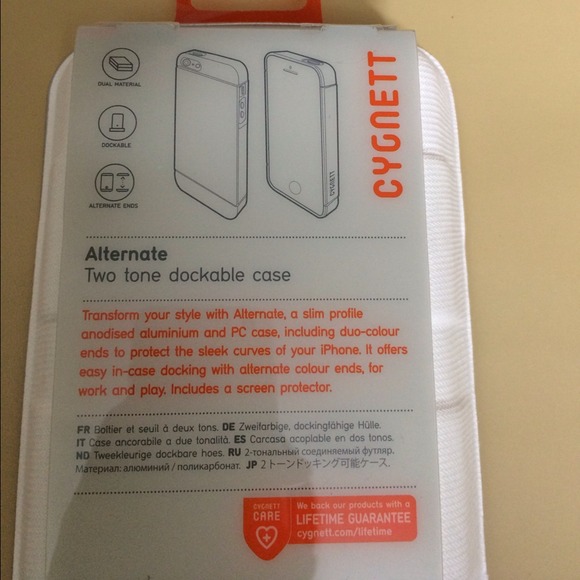 DUAL MATERIAL
DOCKABLE
ALTERNATE ENDS
CYGNETT
CYGNETT
Alternate
Two tone dockable case
Transform your style with Alternate, a slim profile
anodised aluminium and PC case, including duo-colour
ends to protect the sleek curves of your iPhone. It offers
easy in-case docking with alternate colour ends, for
work and play. Includes a screen protector.
FR Boîtier et seuil à deux tons. DE Zweifarbige, dockingfähige Hülle.
IT Case ancorabile a due tonalità. ES Carcasa acoplable en dos tonos.
ND Tweekleurige dockbare hoes. RU 2-тональный соединяемый футляр.
Материал: алюминий / поликарбонат. JP 2トーンドッキング可能ケース.
CYGNETT
CARE
We back our products with a
LIFETIME GUARANTEE
cygnett.com/lifetime